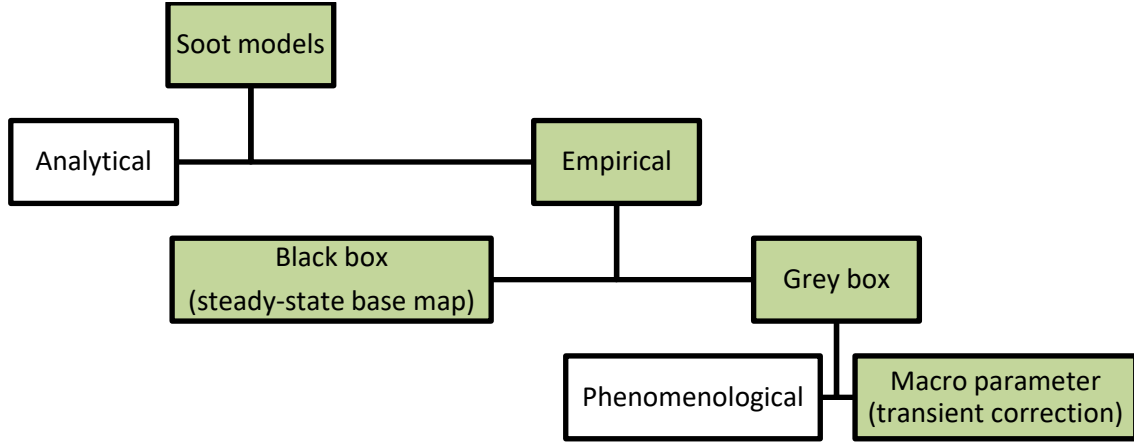 Soot models
Analytical
Empirical
Black box
(steady-state base map)
Grey box
Phenomenological
Macro parameter
(transient correction)